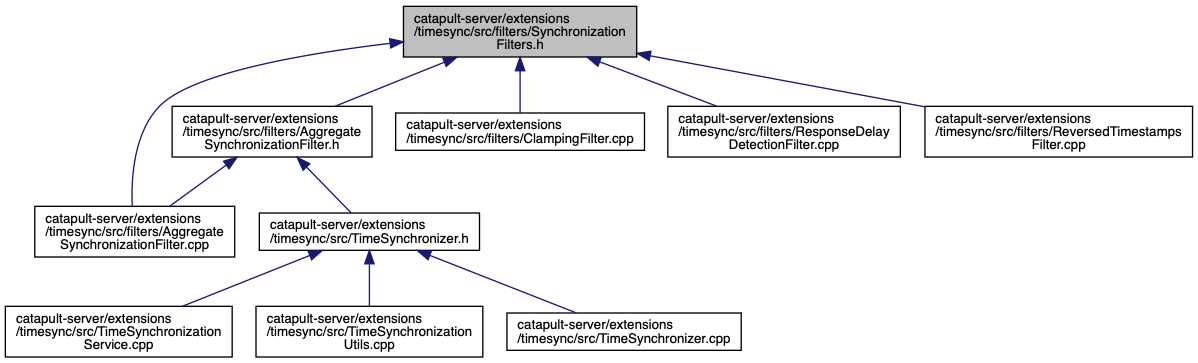 catapult-server/extensions
/timesync/src/filters/Synchronization
Filters.h
catapult-server/extensions
/timesync/src/filters/Aggregate
SynchronizationFilter.h
catapult-server/extensions
/timesync/src/filters/ClampingFilter.cpp
catapult-server/extensions
/timesync/src/filters/ResponseDelay
DetectionFilter.cpp
catapult-server/extensions
/timesync/src/filters/ReversedTimestamps
Filter.cpp
catapult-server/extensions
/timesync/src/filters/Aggregate
SynchronizationFilter.cpp
catapult-server/extensions
/timesync/src/TimeSynchronizer.h
catapult-server/extensions
/timesync/src/TimeSynchronization
Service.cpp
catapult-server/extensions
/timesync/src/TimeSynchronization
Utils.cpp
catapult-server/extensions
/timesync/src/TimeSynchronizer.cpp